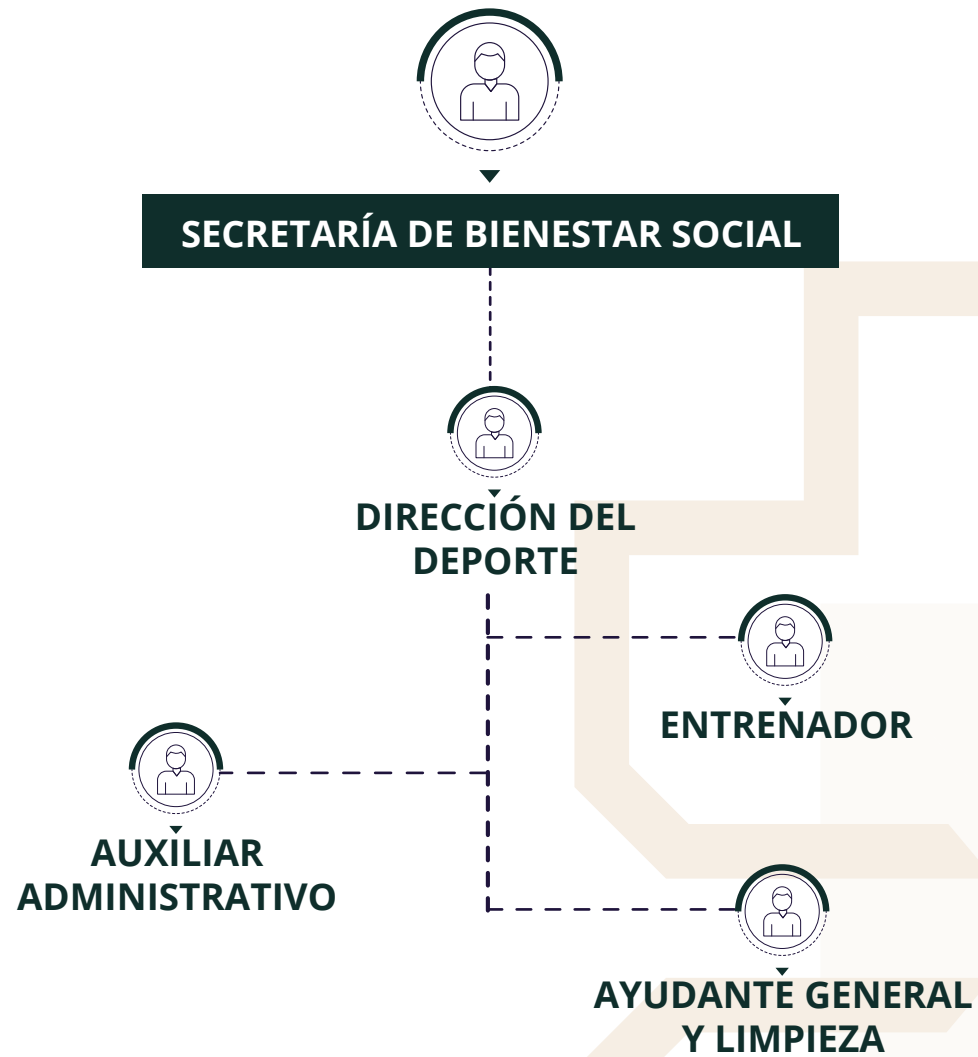 SECRETARÍA DE BIENESTAR SOCIAL
DIRECCIÓN DEL
DEPORTE
ENTRENADOR
AUXILIAR
ADMINISTRATIVO
AYUDANTE GENERAL
Y LIMPIEZA